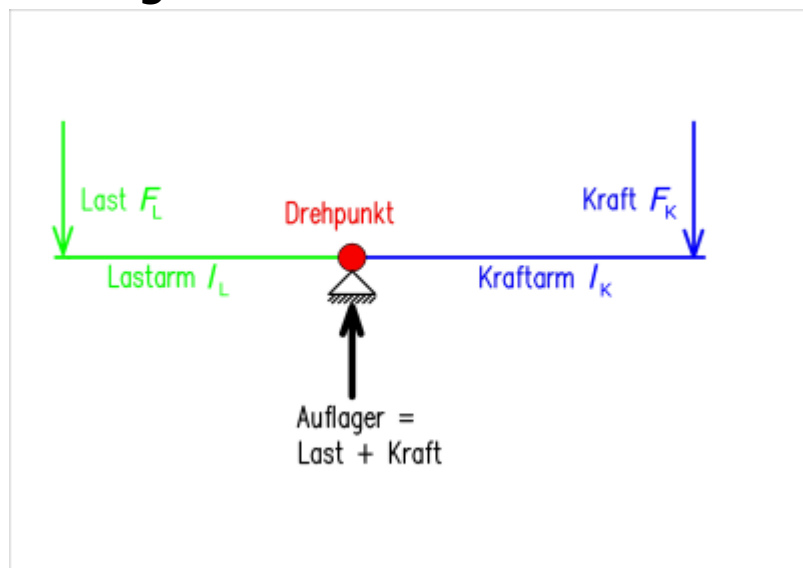 Last F_L
Kraft F_K
Drehpunkt
Lastarm l_L
Kraftarm l_K
Auflager =
Last + Kraft